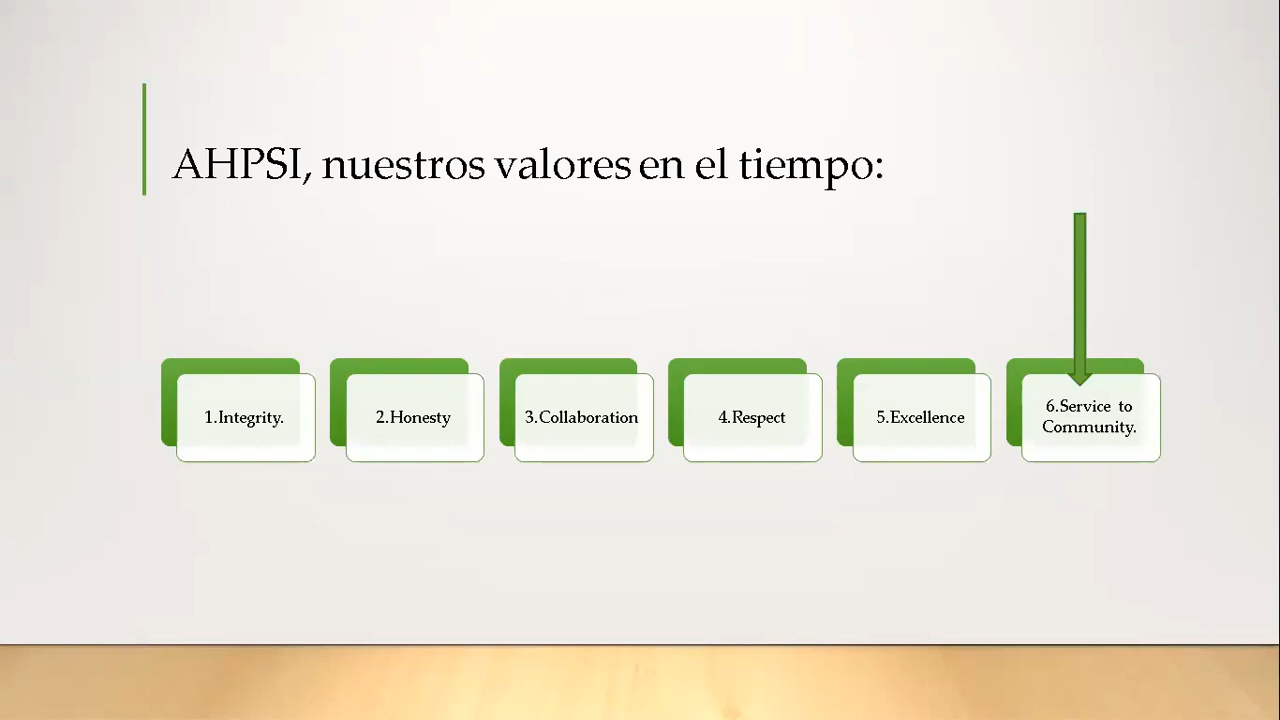 AHPSI, nuestros valores en el tiempo:
1.Integrity.
2.Honesty
3.Collaboration
4.Respect
5.Excellence
6.Service to
Community.